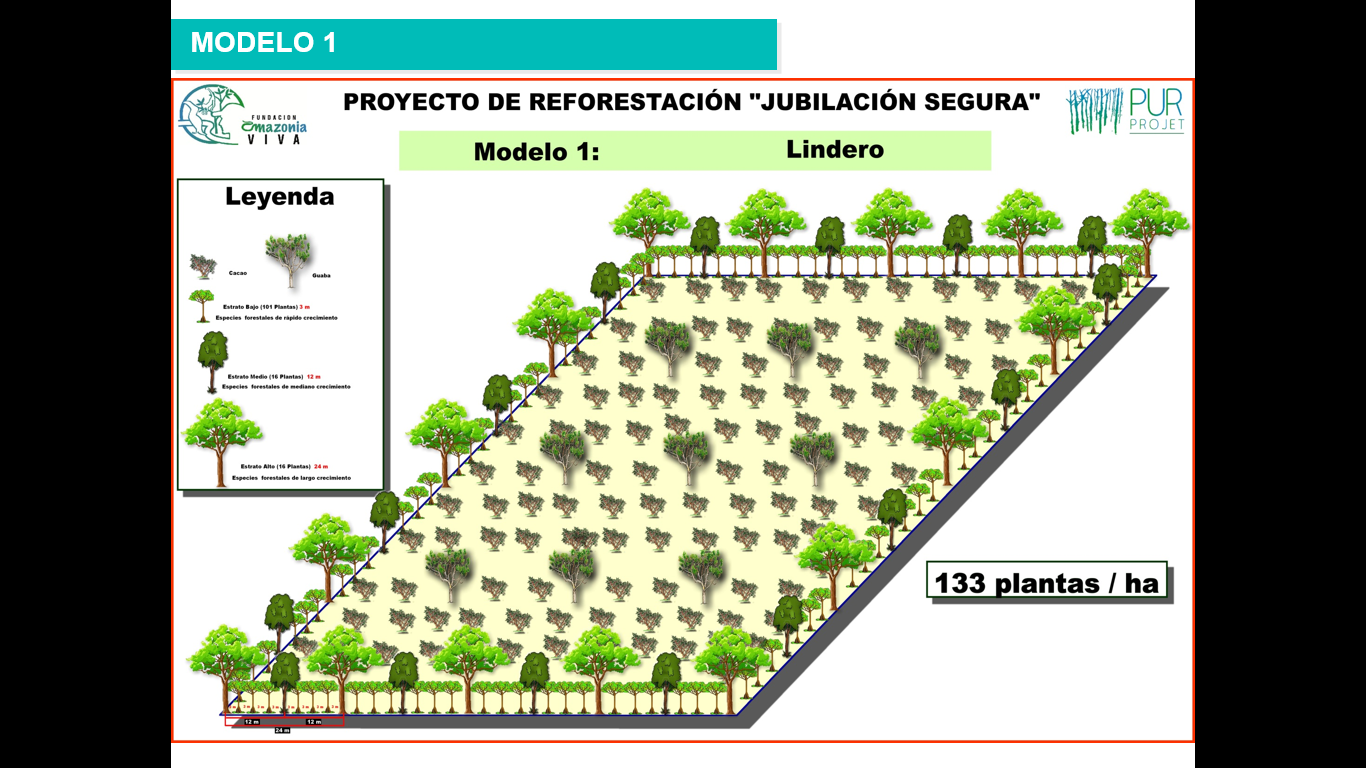 MODELO 1
FUNDACION
amazonia
VIVA
PROYECTO DE REFORESTACIÓN "JUBILACIÓN SEGURA"
PUR
PROJET
Modelo 1:
Lindero
Leyenda
Cacao
Guaba
Estrato Bajo (101 Plantas) 3 m
Especies forestales de rápido crecimiento
Estrato Medio (16 Plantas) 12 m
Especies forestales de mediano crecimiento
Estrato Alto (16 Plantas) 24 m
Especies forestales de largo crecimiento
133 plantas / ha
12 m
12 m
24 m